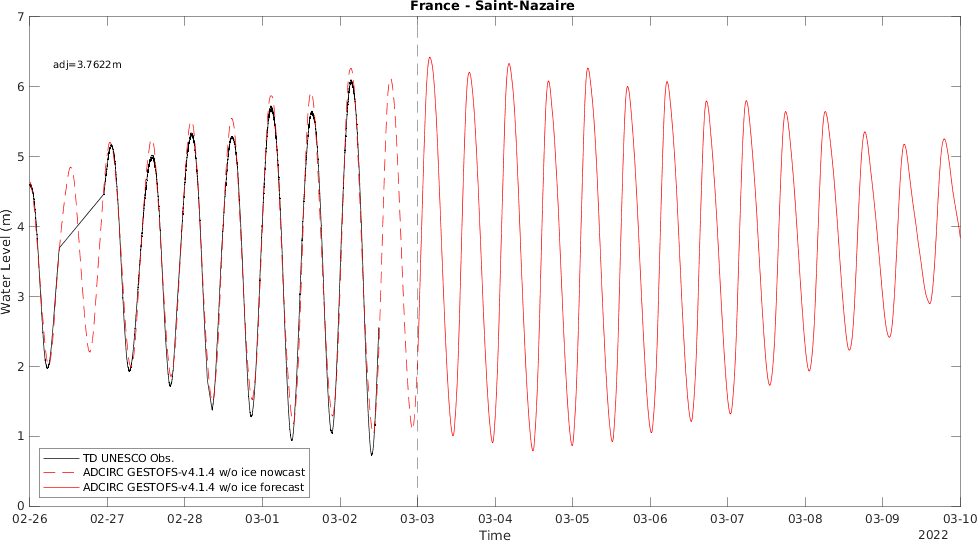 France - Saint-Nazaire
7
adj=3.7622m
6
5
4
3
2
1
0
Water Level (m)
TD UNESCO Obs.
ADCIRC GESTOFS-v4.1.4 w/o ice nowcast
ADCIRC GESTOFS-v4.1.4 w/o ice forecast
02-26 02-27 02-28 03-01 03-02 03-03 03-04 03-05 03-06 03-07 03-08 03-09 03-10
Time
2022